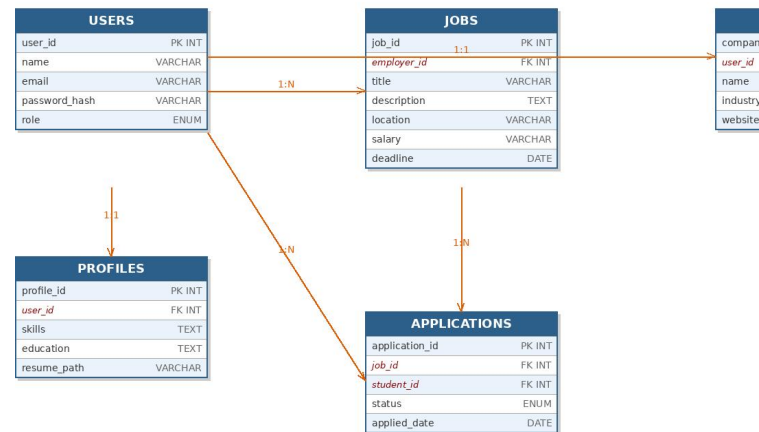 USERS
user_id PK INT
name VARCHAR
email VARCHAR
password_hash VARCHAR
role ENUM
JOBS
job_id PK INT
employer_id FK INT
title VARCHAR
description TEXT
location VARCHAR
salary VARCHAR
deadline DATE
user_id
name
website
1:1
1:N
1:1
1:N
1:N
PROFILES
profile_id PK INT
user_id FK INT
skills TEXT
education TEXT
resume_path VARCHAR
APPLICATIONS
application_id PK INT
job_id FK INT
student_id FK INT
status ENUM
applied_date DATE